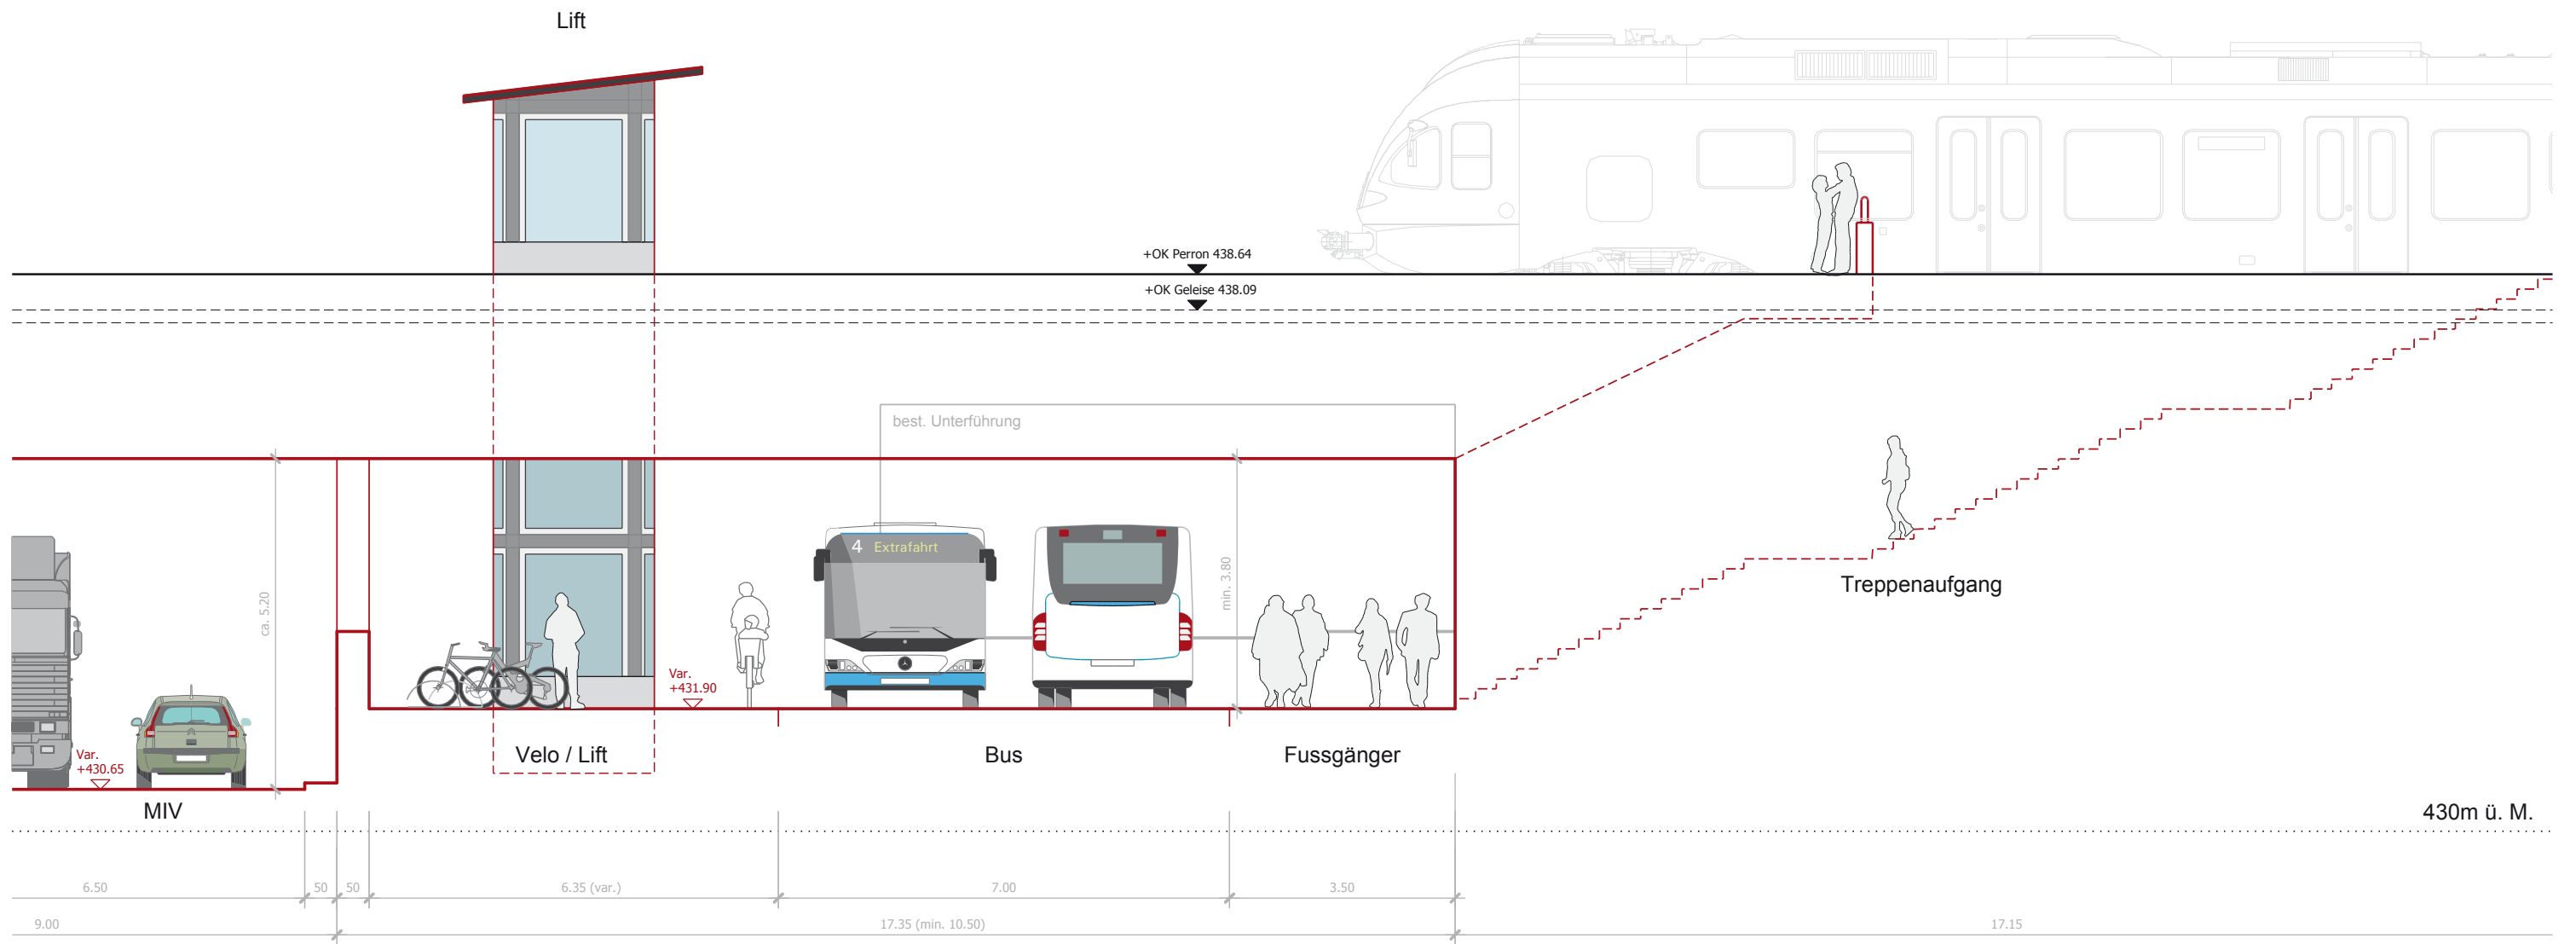 Lift
+OK Perron 438.64
+OK Geleise 438.09
best. Unterführung
4 Extrafahrt
ca. 5.20
min. 3.80
Treppenaufgang
Var.
+431.90
Var.
+430.65
Velo / Lift
Bus
Fussgänger
MIV
430m ü. M.
6.50
50
50
6.35 (var.)
7.00
3.50
9.00
17.35 (min. 10.50)
17.15